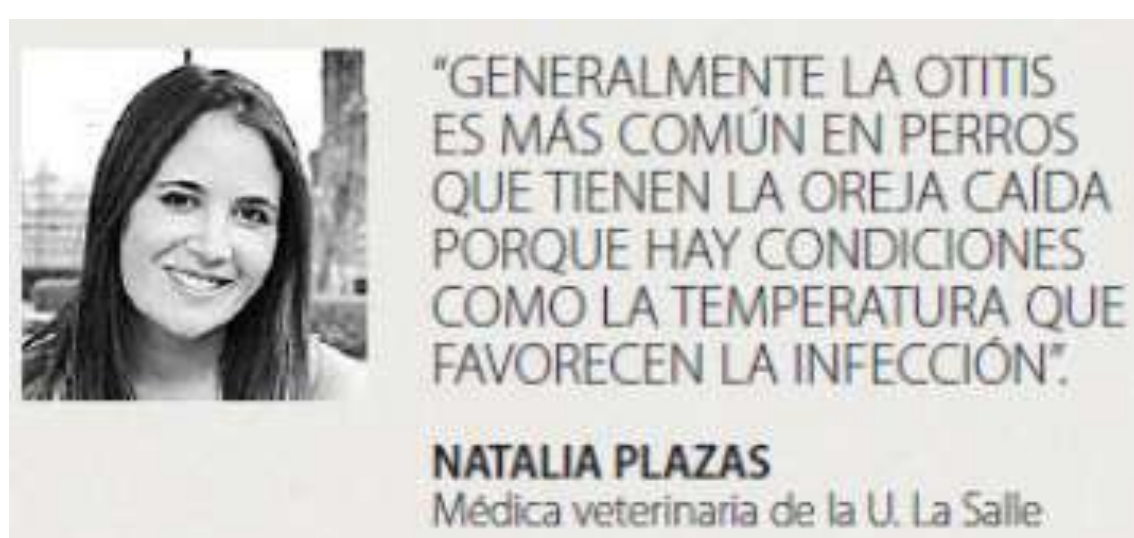 “GENERALMENTE LA OTITIS
ES MÁS COMÚN EN PERROS
QUE TIENEN LA OREJA CAÍDA
PORQUE HAY CONDICIONES
COMO LA TEMPERATURA QUE
FAVORECEN LA INFECCIÓN”.
NATALIA PLAZAS
Médica veterinaria de la U. La Salle